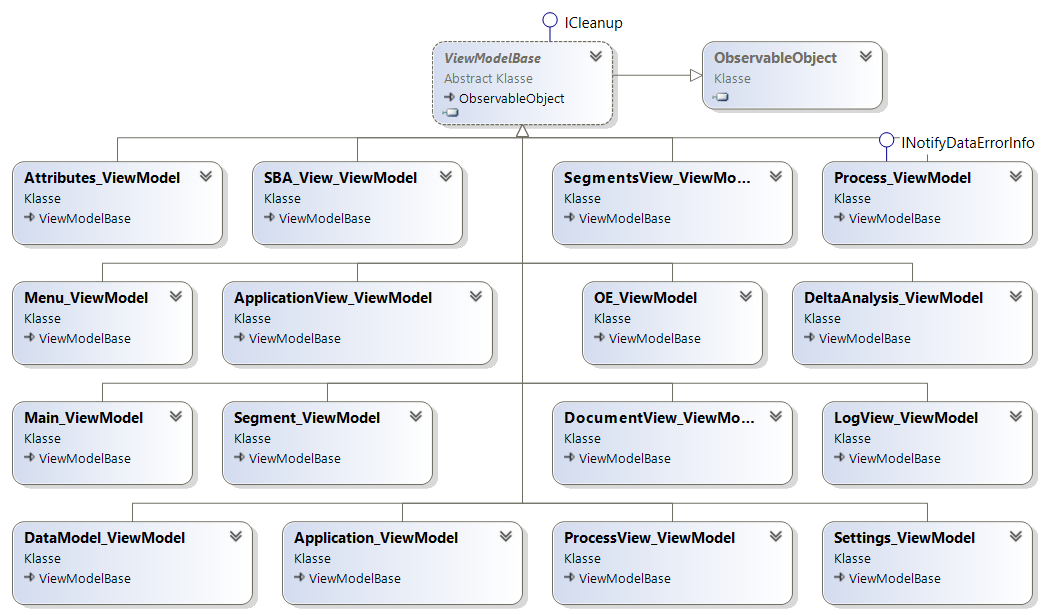 ICleanup
ViewModelBase
Abstract Klasse
ObservableObject
ObservableObject
Klasse
INotifyDataErrorInfo
Attributes_ViewModel
Klasse
ViewModelBase
SBA_View_ViewModel
Klasse
ViewModelBase
SegmentsView_ViewMo...
Klasse
ViewModelBase
Process_ViewModel
Klasse
ViewModelBase
Menu_ViewModel
Klasse
ViewModelBase
ApplicationView_ViewModel
Klasse
ViewModelBase
OE_ViewModel
Klasse
ViewModelBase
DeltaAnalysis_ViewModel
Klasse
ViewModelBase
Main_ViewModel
Klasse
ViewModelBase
Segment_ViewModel
Klasse
ViewModelBase
DocumentView_ViewMo...
Klasse
ViewModelBase
LogView_ViewModel
Klasse
ViewModelBase
DataModel_ViewModel
Klasse
ViewModelBase
Application_ViewModel
Klasse
ViewModelBase
ProcessView_ViewModel
Klasse
ViewModelBase
Settings_ViewModel
Klasse
ViewModelBase